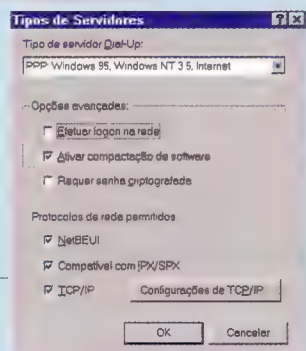 Tipos de Servidores
Tipo de servidor Dial-Up:
PPP: Windows 95, Windows NT 3.5, Internet
Opções avançadas:
Efetuar logon na rede
Ativar compactação de software
Requer senha criptografada
Protocolos de rede permitidos
NetBEUI
Compatível com IPX/SPX
TCP/IP
Configurações de TCP/IP
OK
Cancelar